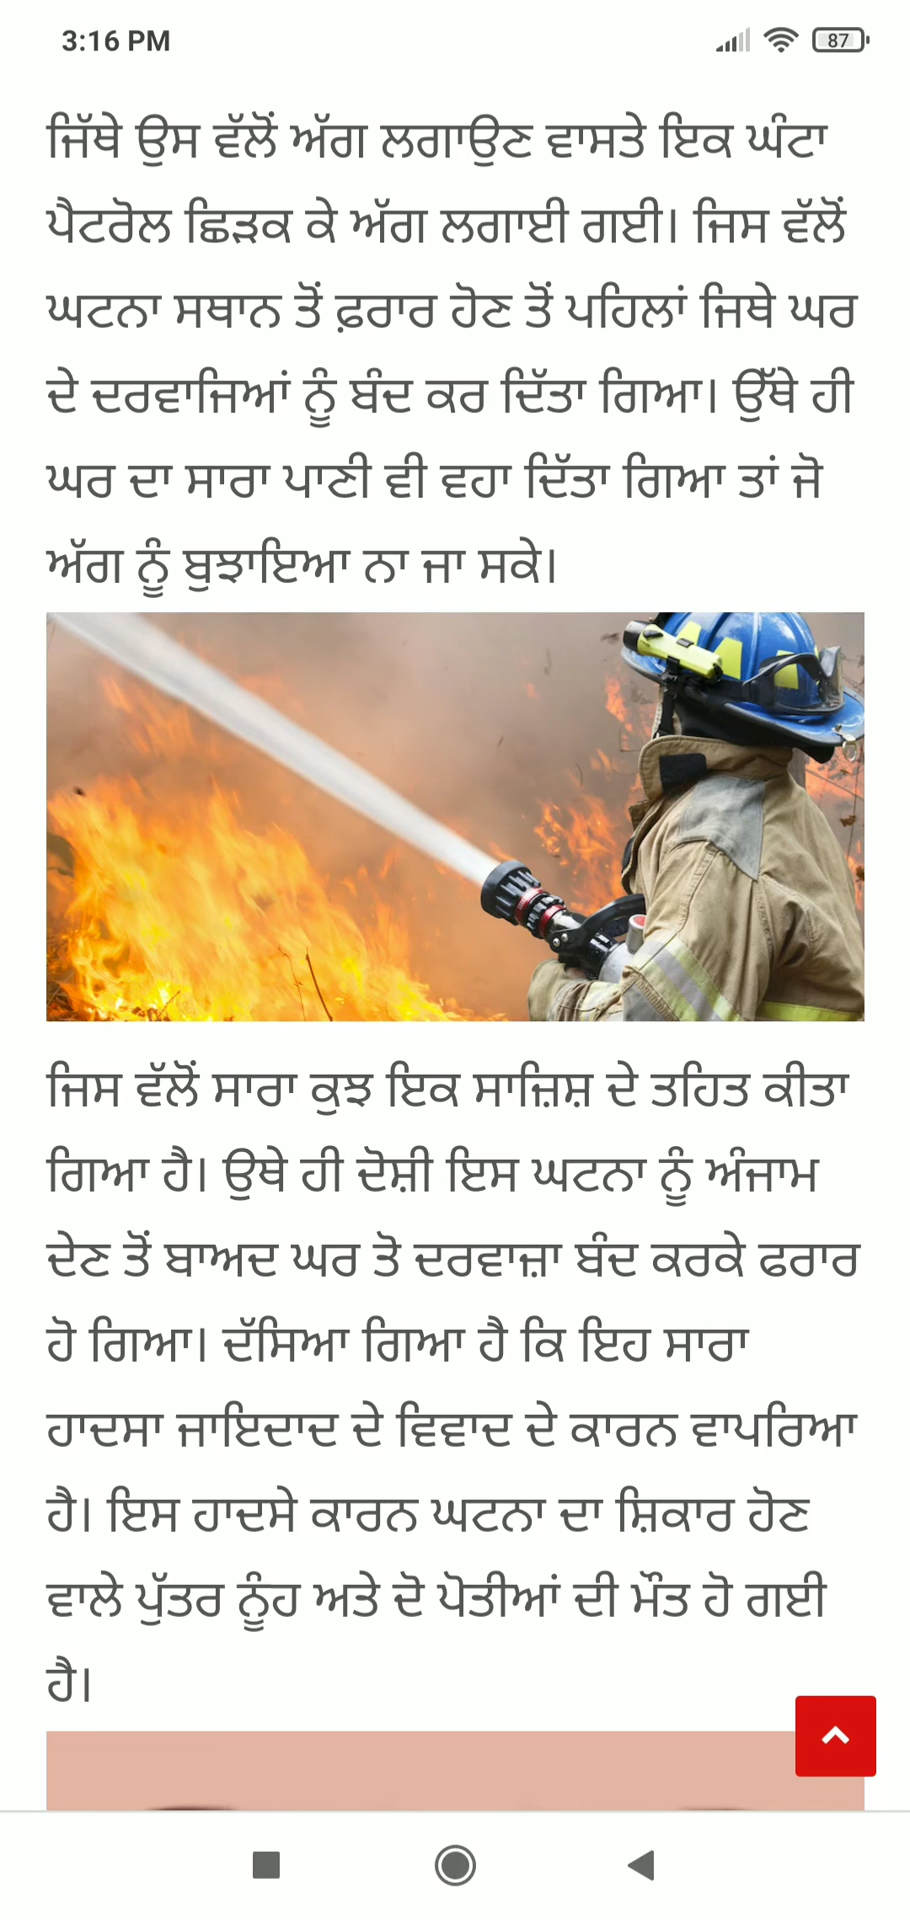 3:16 PM
87
ਜਿੱਥੇ ਉਸ ਵੱਲੋਂ ਅੱਗ ਲਗਾਉਣ ਵਾਸਤੇ ਇਕ ਘੰਟਾ
ਪੈਟਰੋਲ ਛਿੜਕ ਕੇ ਅੱਗ ਲਗਾਈ ਗਈ। ਜਿਸ ਵੱਲੋਂ
ਘਟਨਾ ਸਥਾਨ ਤੋਂ ਫ਼ਰਾਰ ਹੋਣ ਤੋਂ ਪਹਿਲਾਂ ਜਿਥੇ ਘਰ
ਦੇ ਦਰਵਾਜਿਆਂ ਨੂੰ ਬੰਦ ਕਰ ਦਿੱਤਾ ਗਿਆ। ਉੱਥੇ ਹੀ
ਘਰ ਦਾ ਸਾਰਾ ਪਾਣੀ ਵੀ ਵਹਾ ਦਿੱਤਾ ਗਿਆ ਤਾਂ ਜੋ
ਅੱਗ ਨੂੰ ਬੁਝਾਇਆ ਨਾ ਜਾ ਸਕੇ।
ਜਿਸ ਵੱਲੋਂ ਸਾਰਾ ਕੁਝ ਇਕ ਸਾਜ਼ਿਸ਼ ਦੇ ਤਹਿਤ ਕੀਤਾ
ਗਿਆ ਹੈ। ਉਥੇ ਹੀ ਦੋਸ਼ੀ ਇਸ ਘਟਨਾ ਨੂੰ ਅੰਜਾਮ
ਦੇਣ ਤੋਂ ਬਾਅਦ ਘਰ ਤੋ ਦਰਵਾਜ਼ਾ ਬੰਦ ਕਰਕੇ ਫਰਾਰ
ਹੋ ਗਿਆ। ਦੱਸਿਆ ਗਿਆ ਹੈ ਕਿ ਇਹ ਸਾਰਾ
ਹਾਦਸਾ ਜਾਇਦਾਦ ਦੇ ਵਿਵਾਦ ਦੇ ਕਾਰਨ ਵਾਪਰਿਆ
ਹੈ। ਇਸ ਹਾਦਸੇ ਕਾਰਨ ਘਟਨਾ ਦਾ ਸ਼ਿਕਾਰ ਹੋਣ
ਵਾਲੇ ਪੁੱਤਰ ਨੂੰਹ ਅਤੇ ਦੋ ਪੋਤੀਆਂ ਦੀ ਮੌਤ ਹੋ ਗਈ
ਹੈ।